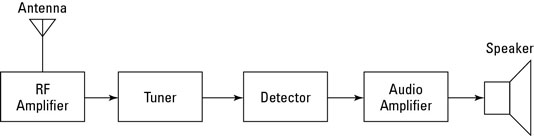 Antenna
Speaker
RF
Amplifier
Tuner
Detector
Audio
Amplifier